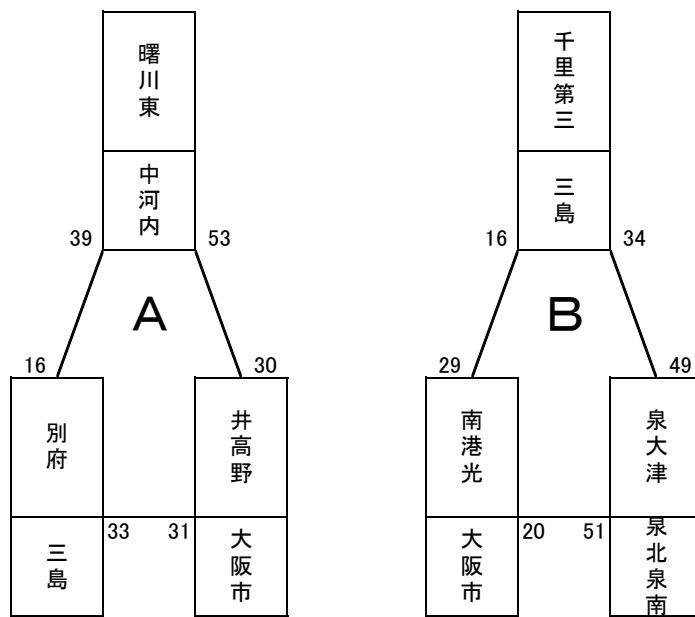 曙川東
千里第三
中河内
三島
39
53
16
34
A
B
16
30
29
49
別府
井高野
南港光
泉大津
33
31
20
51
三島
大阪市
大阪市
泉北泉南